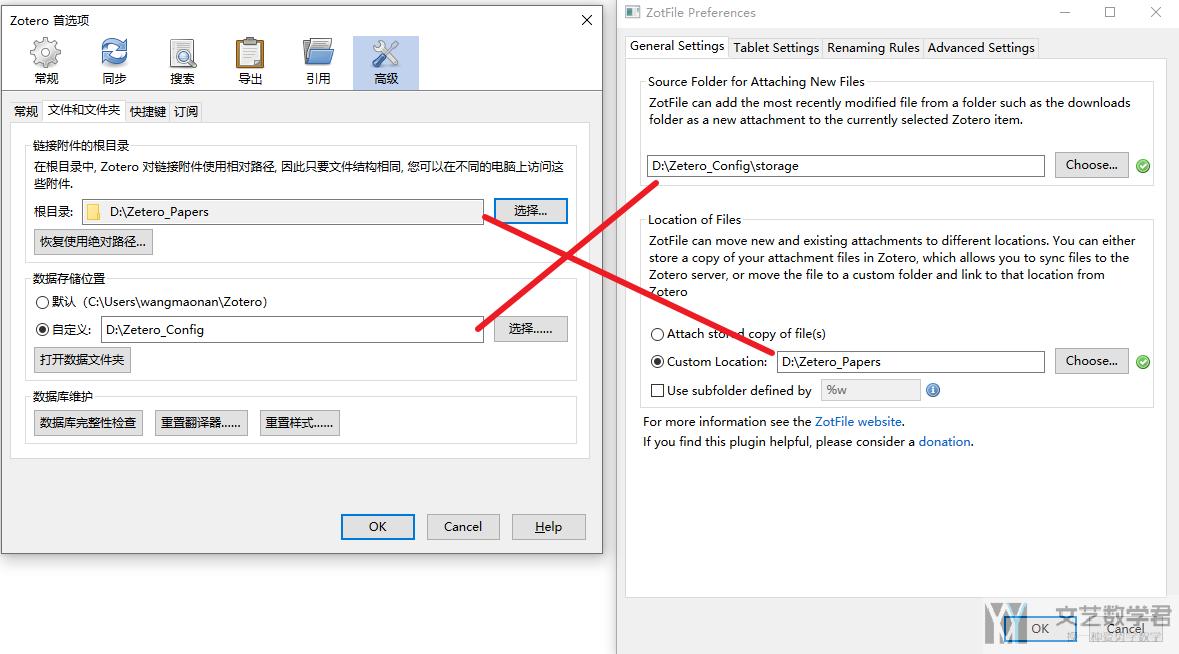 Zotero 首选项
常规
同步
搜索
导出
引用
高级
常规
文件和文件夹
快捷键
订阅
链接附件的根目录
在根目录中, Zotero 对链接附件使用相对路径, 因此只要文件结构相同, 您可以在不同的电脑上访问这
些附件.
根目录:
D:\Zetero_Papers
选择...
恢复使用绝对路径...
数据存储位置
默认（C:\Users\wangmaonan\Zotero）
自定义:
D:\Zetero_Config
选择......
打开数据文件夹
数据库维护
数据库完整性检查
重置翻译器......
重置样式......
OK
Cancel
Help
ZotFile Preferences
General Settings
Tablet Settings
Renaming Rules
Advanced Settings
Source Folder for Attaching New Files
ZotFile can add the most recently modified file from a folder such as the downloads
folder as a new attachment to the currently selected Zotero item.
D:\Zetero_Config\storage
Choose...
Location of Files
ZotFile can move new and existing attachments to different locations. You can either
store a copy of your attachment files in Zotero, which allows you to sync files to the
Zotero server, or move the file to a custom folder and link to that location from
Zotero
Attach stored copy of file(s)
Custom Location:
D:\Zetero_Papers
Choose...
Use subfolder defined by
%w
For more information see the ZotFile website.
If you find this plugin helpful, please consider a donation.
OK
Cancel
文艺数学君